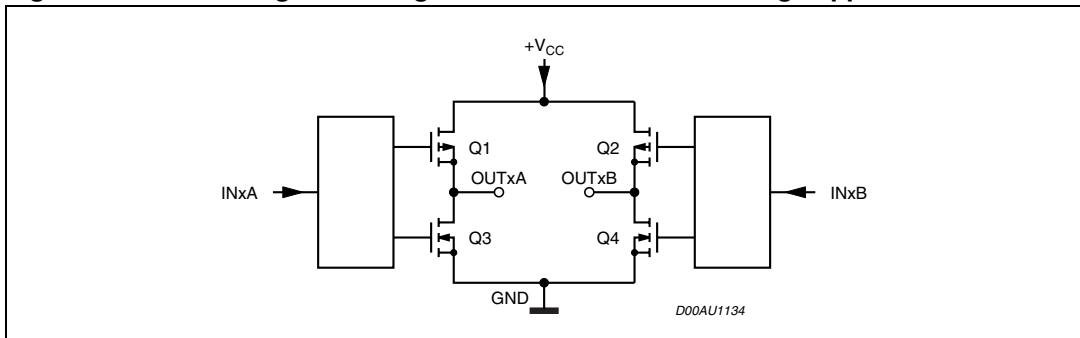 +VCC
Q1
Q2
INxA
OUTxA
OUTxB
INxB
Q3
Q4
GND
D00AU1134